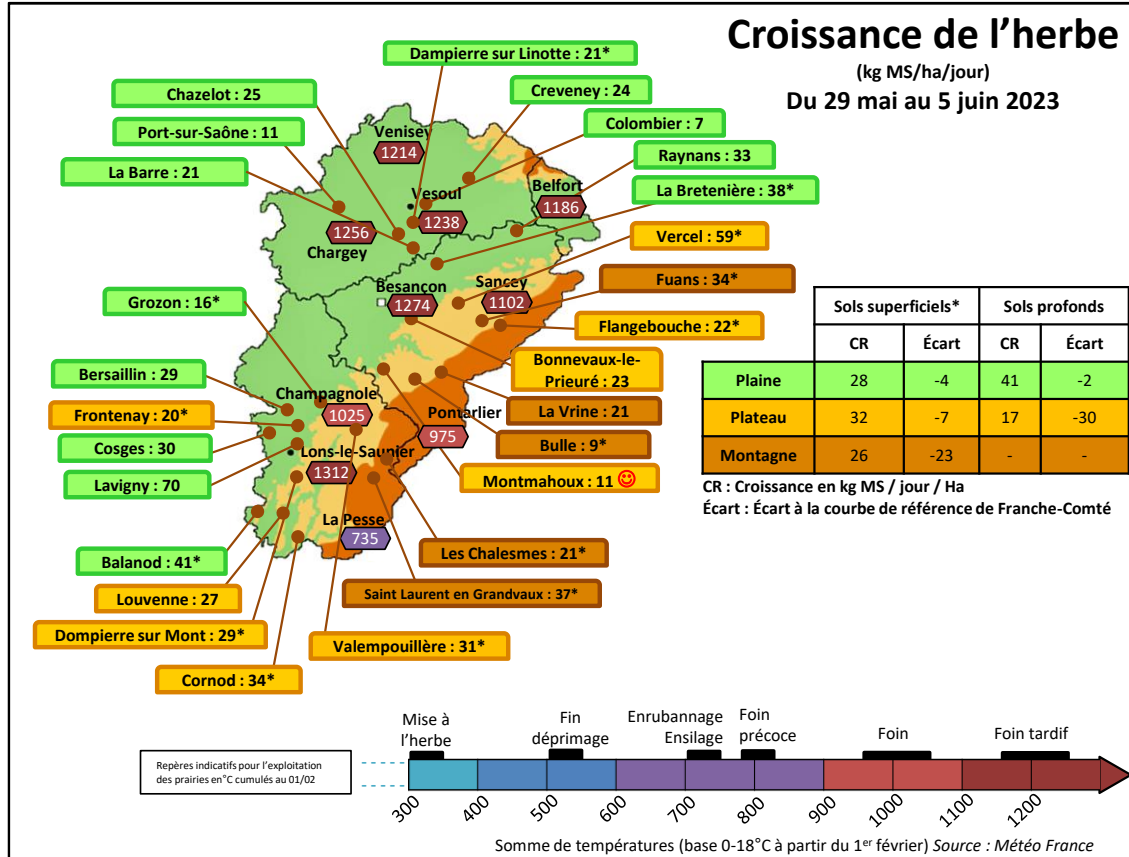 Croissance de l'herbe
(kg MS/ha/jour)
Du 29 mai au 5 juin 2023
Dampierre sur Linotte : 21*
Chazelot : 25
Creveney : 24
Port-sur-Saône : 11
Colombier : 7
La Barre : 21
Raynans : 33
La Bretenière : 38*
Venisey
1214
Vesoul
1238
Belfort
1186
1256
Chargey
Vercel : 59*
Fuans : 34*
Besançon
1274
Sancey
1102
Grozon : 16*
Flangebouche : 22*
Bonnevaux-le-
Prieuré : 23
Bersaillin : 29
Champagnole
1025
La Vrine : 21
Frontenay : 20*
Pontarlier
975
Bulle : 9*
Cosges : 30
Lons-le-Saunier
1312
Lavigny : 70
Montmahoux : 11
La Pesse
735
Les Chalesmes : 21*
Balanod : 41*
Saint Laurent en Grandvaux : 37*
Louvenne : 27
Dompierre sur Mont : 29*
Valempouillère : 31*
Cornod : 34*
Sols superficiels* Sols profonds
CR Écart CR Écart
Plaine 28 -4 41 -2
Plateau 32 -7 17 -30
Montagne 26 -23 - -
CR : Croissance en kg MS / jour / Ha
Écart : Écart à la courbe de référence de Franche-Comté
Mise à
l'herbe
Fin
déprimage
Enrubannage
Ensilage
Foin
précoce
Foin
Foin tardif
Repères indicatifs pour l'exploitation
des prairies en°C cumulés au 01/02
300 400 500 600 700 800 900 1000 1100 1200
Somme de températures (base 0-18°C à partir du 1er février) Source : Météo France